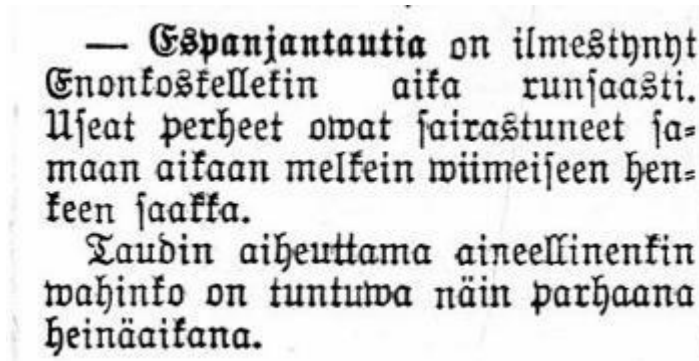 — Espanjantautia on ilmestynyt
Enonkoskellekin aika runsaasti.
Useat perheet owat sairastuneet sa-
maan aikaan melkein wiimeiseen hen-
keen saakka.
Taudin aiheuttama aineellinenkin
wahinko on tuntuwa näin parhaana
heinäaikana.